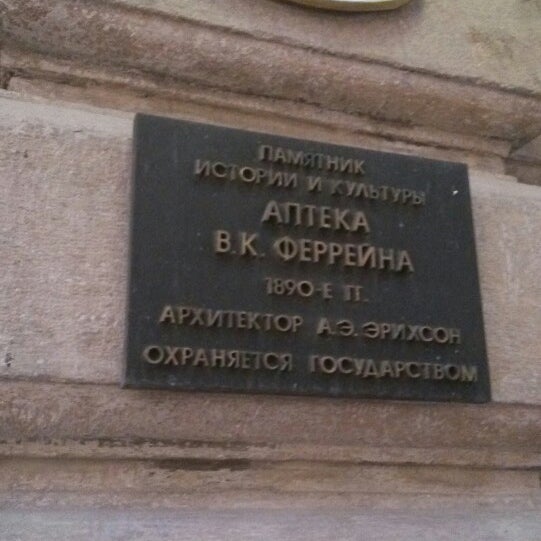 ПАМЯТНИК
ИСТОРИИ И КУЛЬТУРЫ
АПТЕКА
В.К. ФЕРРЕЙНА
1890-Е ГГ.
АРХИТЕКТОР А.Э. ЭРИХСОН
ОХРАНЯЕТСЯ ГОСУДАРСТВОМ